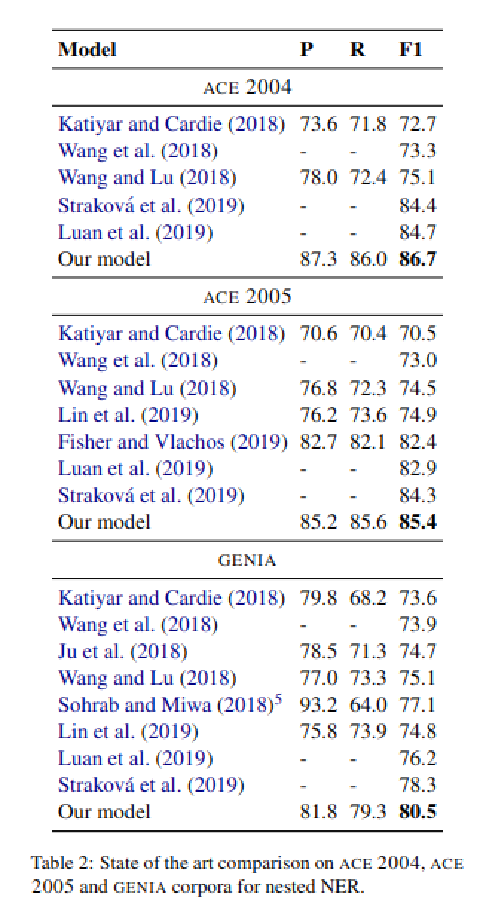 Model P R F1
ACE 2004
Katiyar and Cardie (2018) 73.6 71.8 72.7
Wang et al. (2018) - - 73.3
Wang and Lu (2018) 78.0 72.4 75.1
Straková et al. (2019) - - 84.4
Luan et al. (2019) - - 84.7
Our model 87.3 86.0 86.7
ACE 2005
Katiyar and Cardie (2018) 70.6 70.4 70.5
Wang et al. (2018) - - 73.0
Wang and Lu (2018) 76.8 72.3 74.5
Lin et al. (2019) 76.2 73.6 74.9
Fisher and Vlachos (2019) 82.7 82.1 82.4
Luan et al. (2019) - - 82.9
Straková et al. (2019) - - 84.3
Our model 85.2 85.6 85.4
GENIA
Katiyar and Cardie (2018) 79.8 68.2 73.6
Wang et al. (2018) - - 73.9
Ju et al. (2018) 78.5 71.3 74.7
Wang and Lu (2018) 77.0 73.3 75.1
Sohrab and Miwa (2018)⁵ 93.2 64.0 77.1
Lin et al. (2019) 75.8 73.9 74.8
Luan et al. (2019) - - 76.2
Straková et al. (2019) - - 78.3
Our model 81.8 79.3 80.5
Table 2: State of the art comparison on ACE 2004, ACE
2005 and GENIA corpora for nested NER.